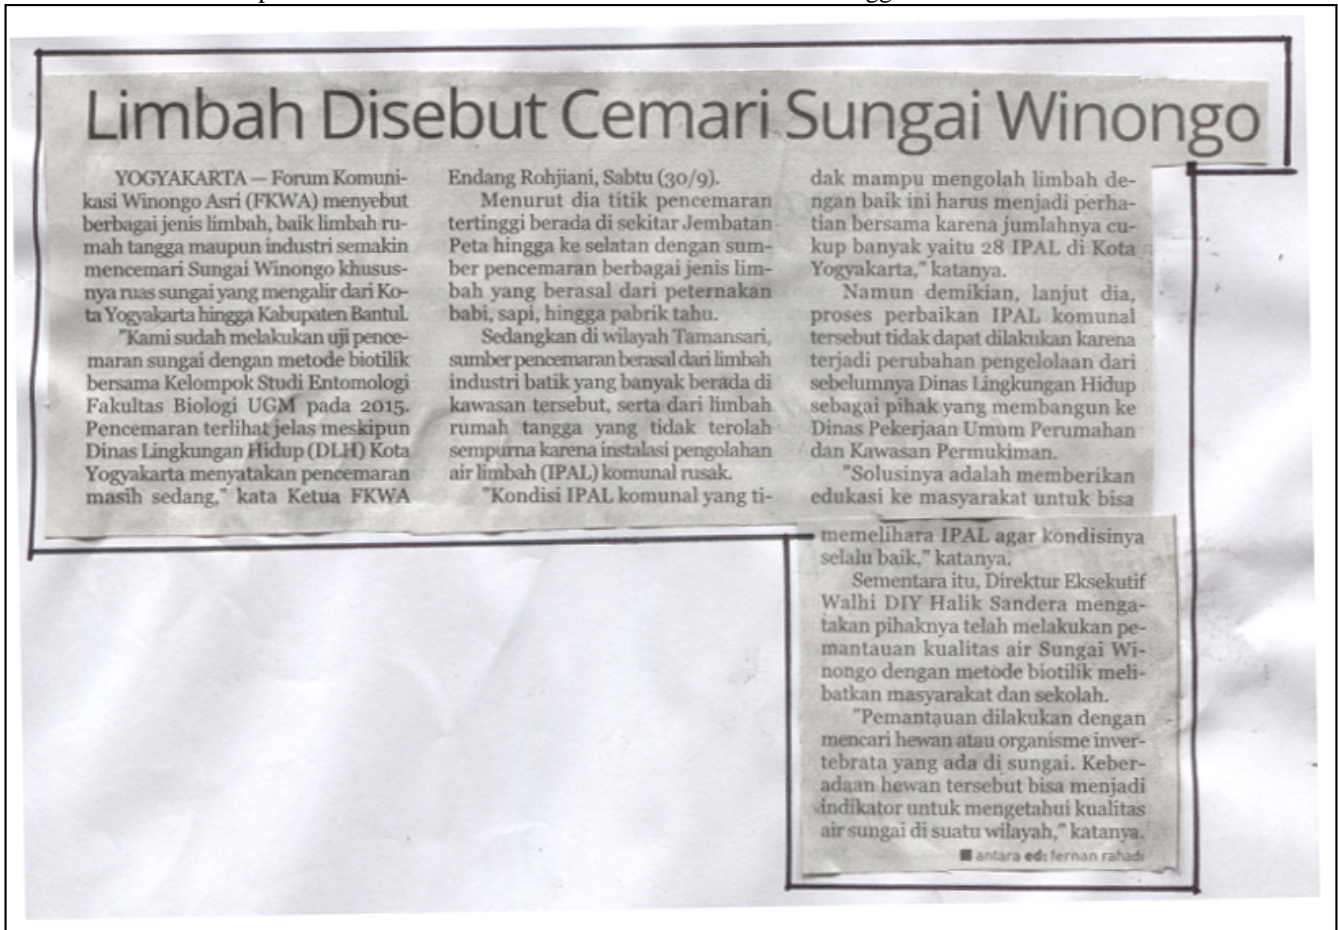 Limbah Disebut Cemari Sungai Winongo
YOGYAKARTA — Forum Komuni-
kasi Winongo Asri (FKWA) menyebut
berbagai jenis limbah, baik limbah ru-
mah tangga maupun industri semakin
mencemari Sungai Winongo khusus-
nya ruas sungai yang mengalir dari Ko-
ta Yogyakarta hingga Kabupaten Bantul.
"Kami sudah melakukan uji pence-
maran sungai dengan metode biotilik
bersama Kelompok Studi Entomologi
Fakultas Biologi UGM pada 2015.
Pencemaran terlihat jelas meskipun
Dinas Lingkungan Hidup (DLH) Kota
Yogyakarta menyatakan pencemaran
masih sedang," kata Ketua FKWA
Endang Rohjiani, Sabtu (30/9).
Menurut dia titik pencemaran
tertinggi berada di sekitar Jembatan
Peta hingga ke selatan dengan sum-
ber pencemaran berbagai jenis lim-
bah yang berasal dari peternakan
babi, sapi, hingga pabrik tahu.
Sedangkan di wilayah Tamansari,
sumber pencemaran berasal dari limbah
industri batik yang banyak berada di
kawasan tersebut, serta dari limbah
rumah tangga yang tidak terolah
sempurna karena instalasi pengolahan
air limbah (IPAL) komunal rusak.
"Kondisi IPAL komunal yang ti-
dak mampu mengolah limbah de-
ngan baik ini harus menjadi perha-
tian bersama karena jumlahnya cu-
kup banyak yaitu 28 IPAL di Kota
Yogyakarta," katanya.
Namun demikian, lanjut dia,
proses perbaikan IPAL komunal
tersebut tidak dapat dilakukan karena
terjadi perubahan pengelolaan dari
sebelumnya Dinas Lingkungan Hidup
sebagai pihak yang membangun ke
Dinas Pekerjaan Umum Perumahan
dan Kawasan Permukiman.
"Solusinya adalah memberikan
edukasi ke masyarakat untuk bisa
memelihara IPAL agar kondisinya
selalu baik," katanya.
Sementara itu, Direktur Eksekutif
Walhi DIY Halik Sandera menga-
takan pihaknya telah melakukan pe-
mantauan kualitas air Sungai Wi-
nongo dengan metode biotilik meli-
batkan masyarakat dan sekolah.
"Pemantauan dilakukan dengan
mencari hewan atau organisme inver-
tebrata yang ada di sungai. Keber-
adaan hewan tersebut bisa menjadi
indikator untuk mengetahui kualitas
air sungai di suatu wilayah," katanya.
■ antara ed: fernan rahadi